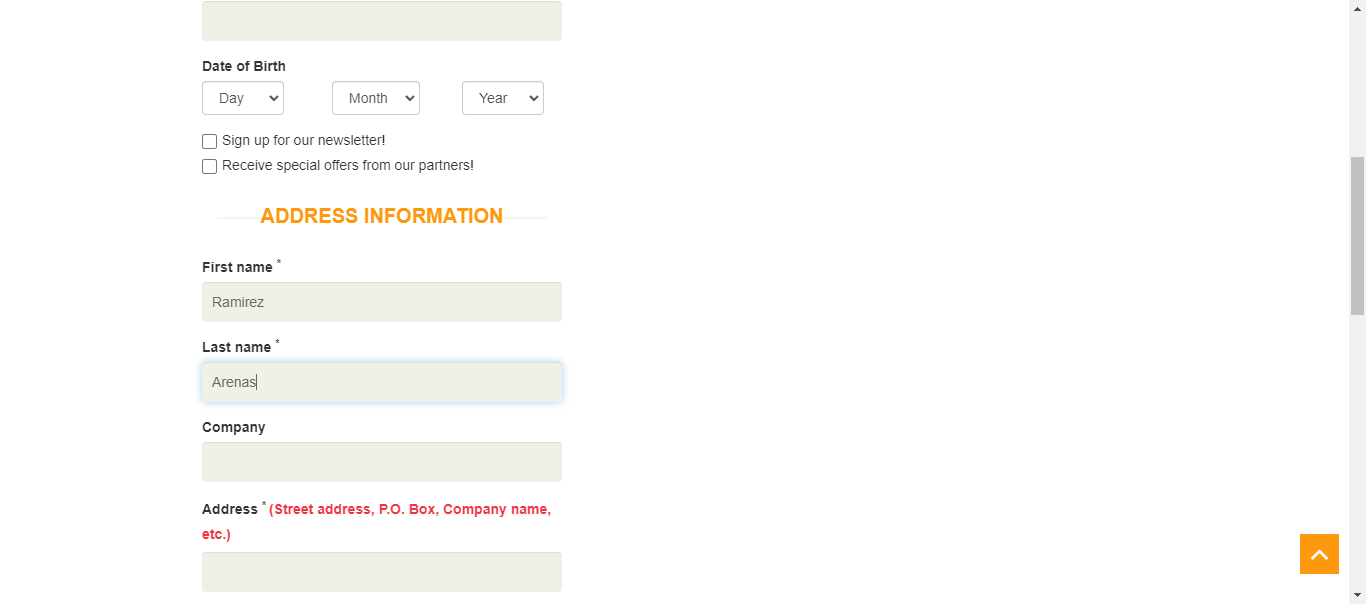 Date of Birth
Day Month Year
Sign up for our newsletter!
Receive special offers from our partners!
ADDRESS INFORMATION
First name *
Ramirez
Last name *
Arenas
Company
Address * (Street address, P.O. Box, Company name,
etc.)